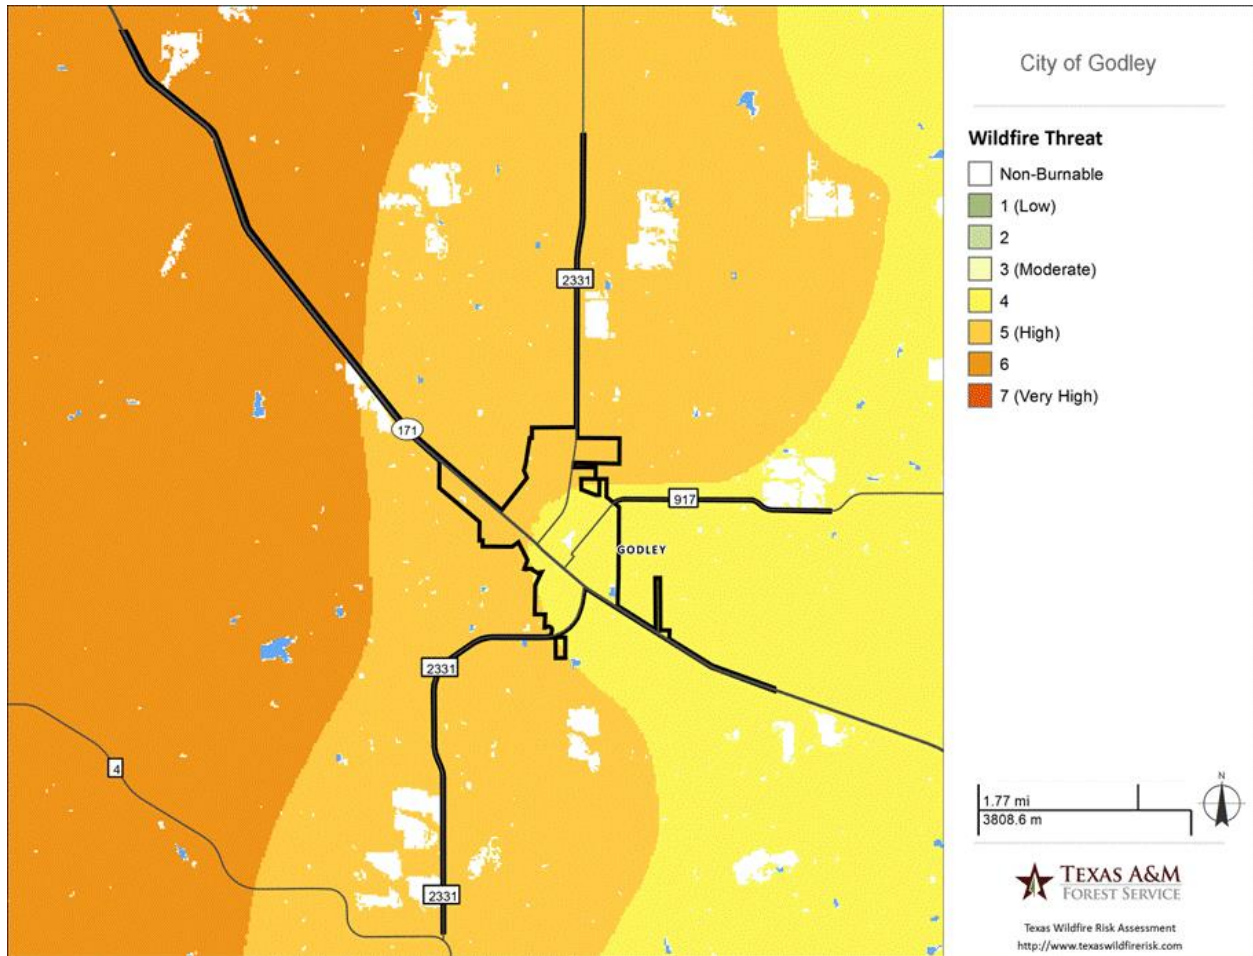 City of Godley
Wildfire Threat
Non-Burnable
1 (Low)
2
3 (Moderate)
4
5 (High)
6
7 (Very High)
2331
171
917
GODLEY
2331
4
2331
N
1.77 mi
3808.6 m
TEXAS A&M
FOREST SERVICE
Texas Wildfire Risk Assessment
http://www.texaswildfirerisk.com